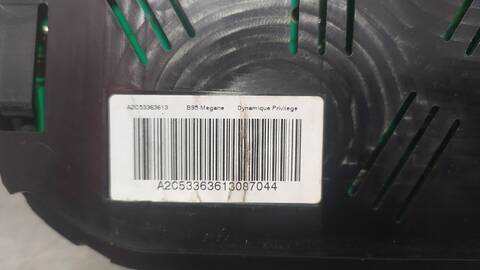 A2C53363613 B95 Megane Dynamique Privilege
A2C53363613087044